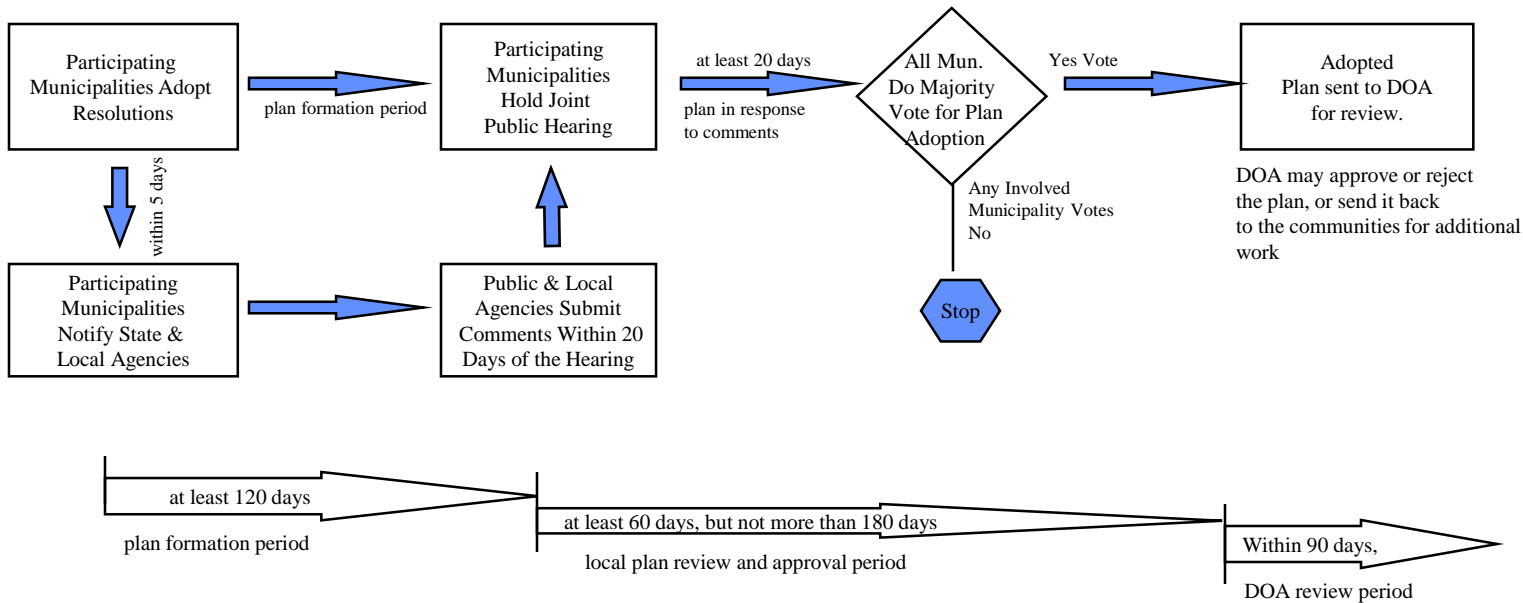 Participating
Municipalities Adopt
Resolutions
plan formation period
Participating
Municipalities
Hold Joint
Public Hearing
at least 20 days
plan in response
to comments
All Mun.
Do Majority
Vote for Plan
Adoption
Yes Vote
Adopted
Plan sent to DOA
for review.
DOA may approve or reject
the plan, or send it back
to the communities for additional
work
within 5 days
Any Involved
Municipality Votes
No
Stop
Participating
Municipalities
Notify State &
Local Agencies
Public & Local
Agencies Submit
Comments Within 20
Days of the Hearing
at least 120 days
plan formation period
at least 60 days, but not more than 180 days
local plan review and approval period
Within 90 days,
DOA review period